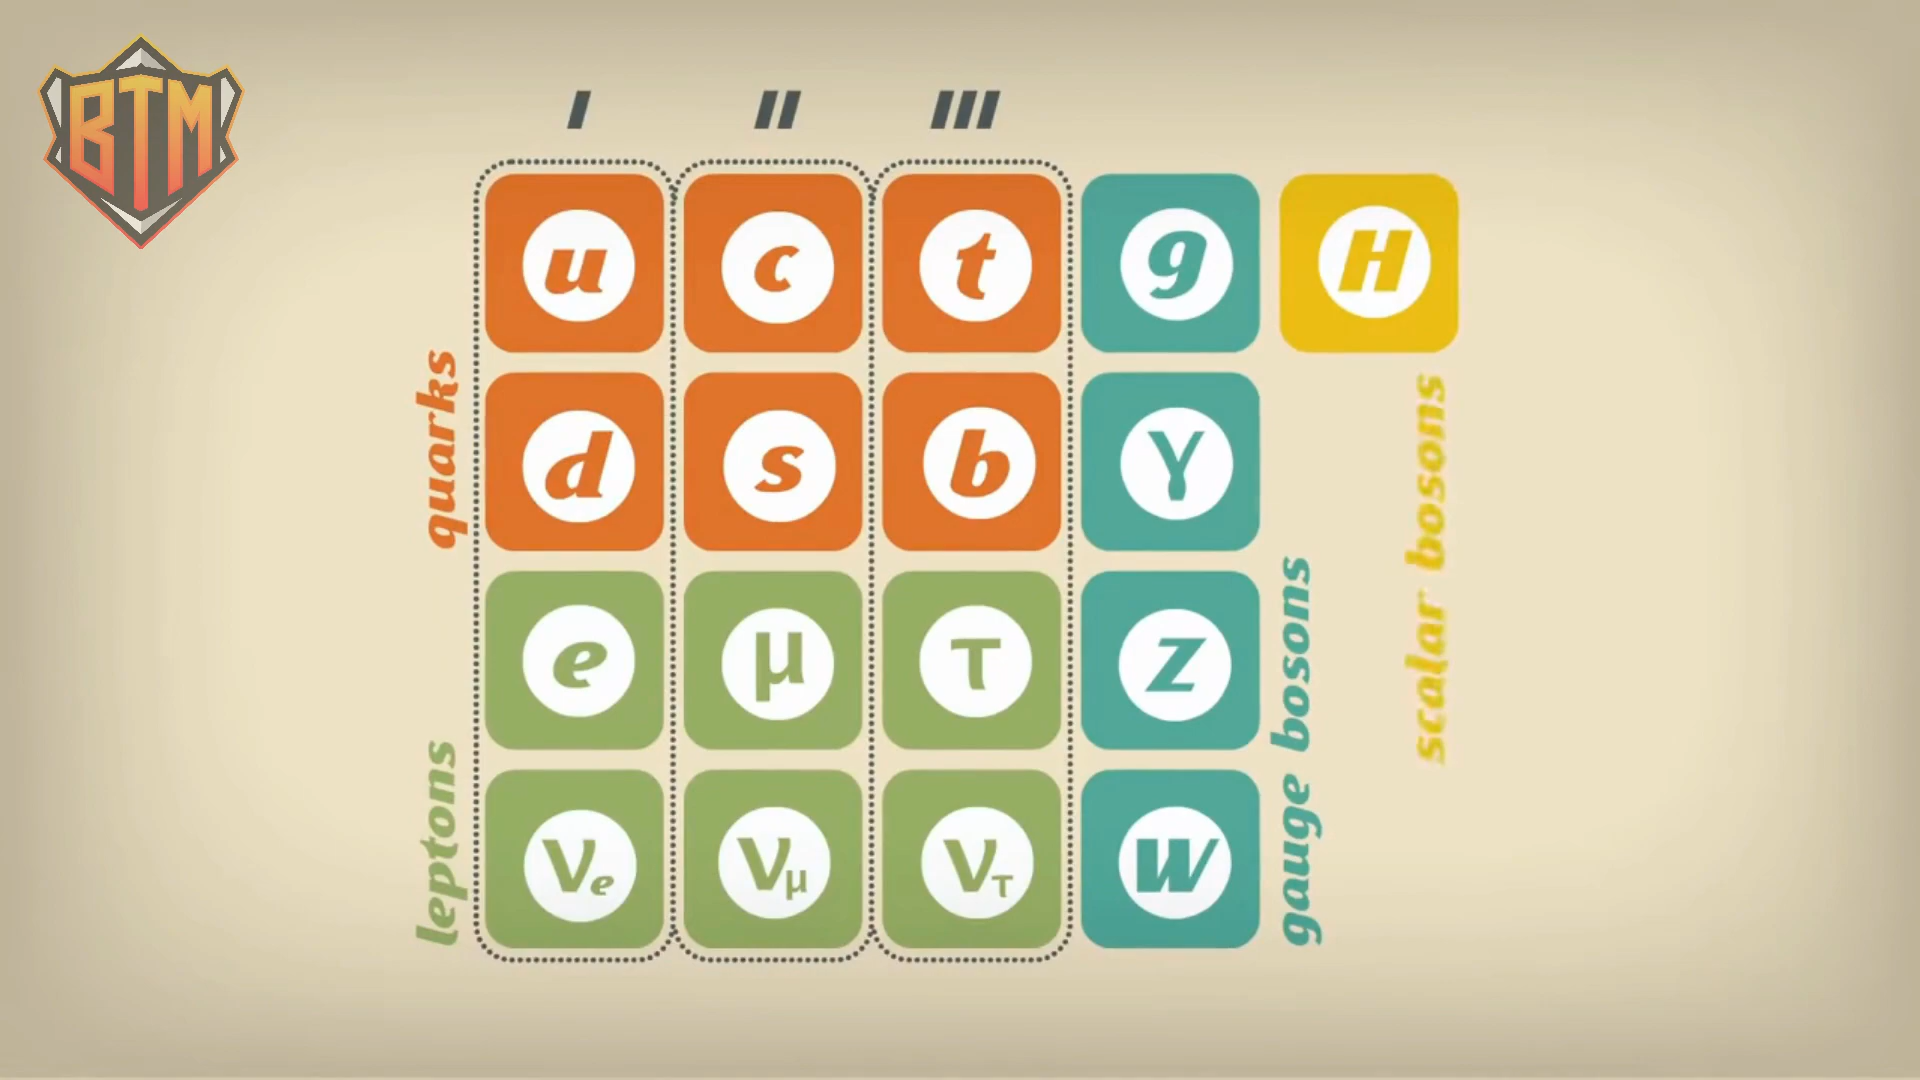 BTM
I II III
u c t g H
d s b γ
e μ τ Z
νe νμ ντ W
quarks
leptons
gauge bosons
scalar bosons